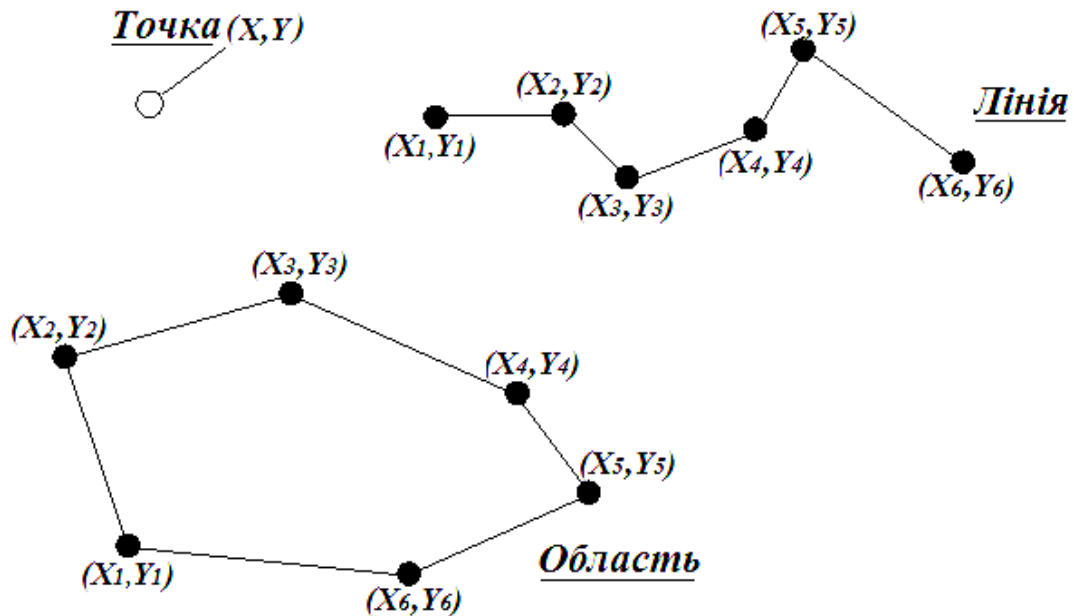 Точка (X,Y)
(X1,Y1)
(X2,Y2)
(X3,Y3)
(X4,Y4)
(X5,Y5)
(X6,Y6)
Лінія
(X1,Y1)
(X2,Y2)
(X3,Y3)
(X4,Y4)
(X5,Y5)
(X6,Y6)
Область